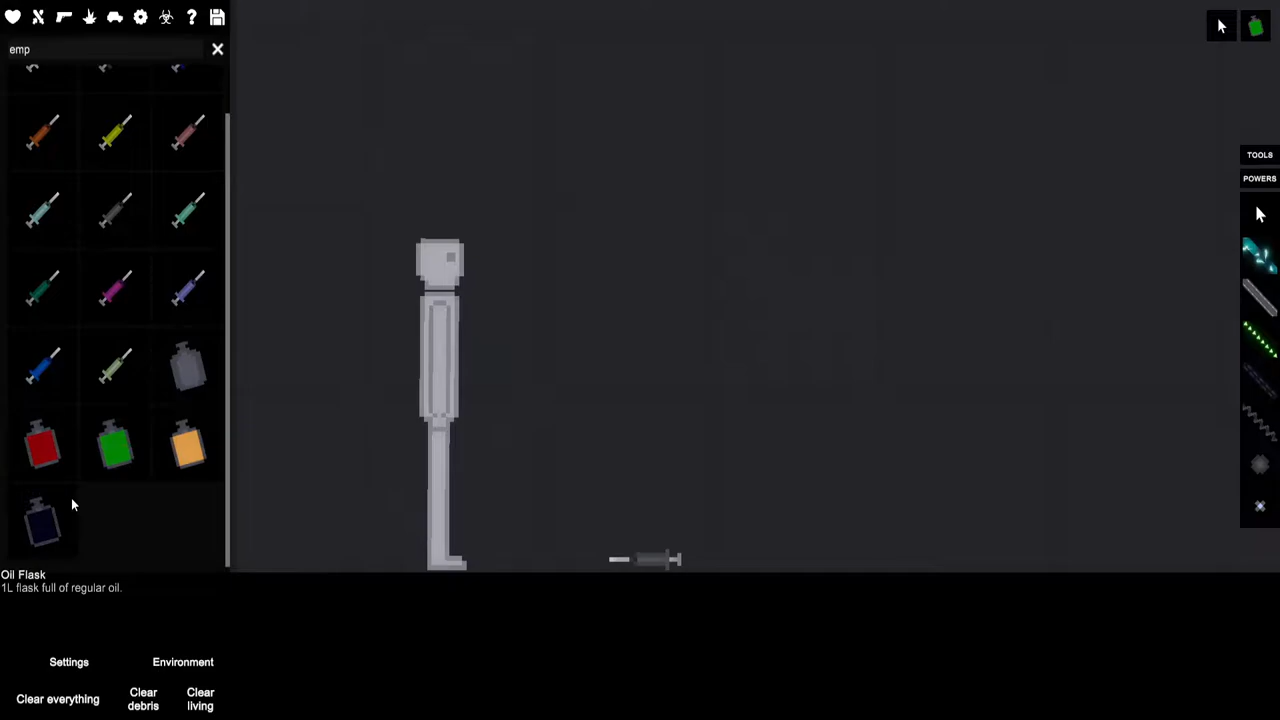 ?
emp
TOOLS
POWERS
Oil Flask
1L flask full of regular oil.
Settings
Environment
Clear everything
Clear
debris
Clear
living